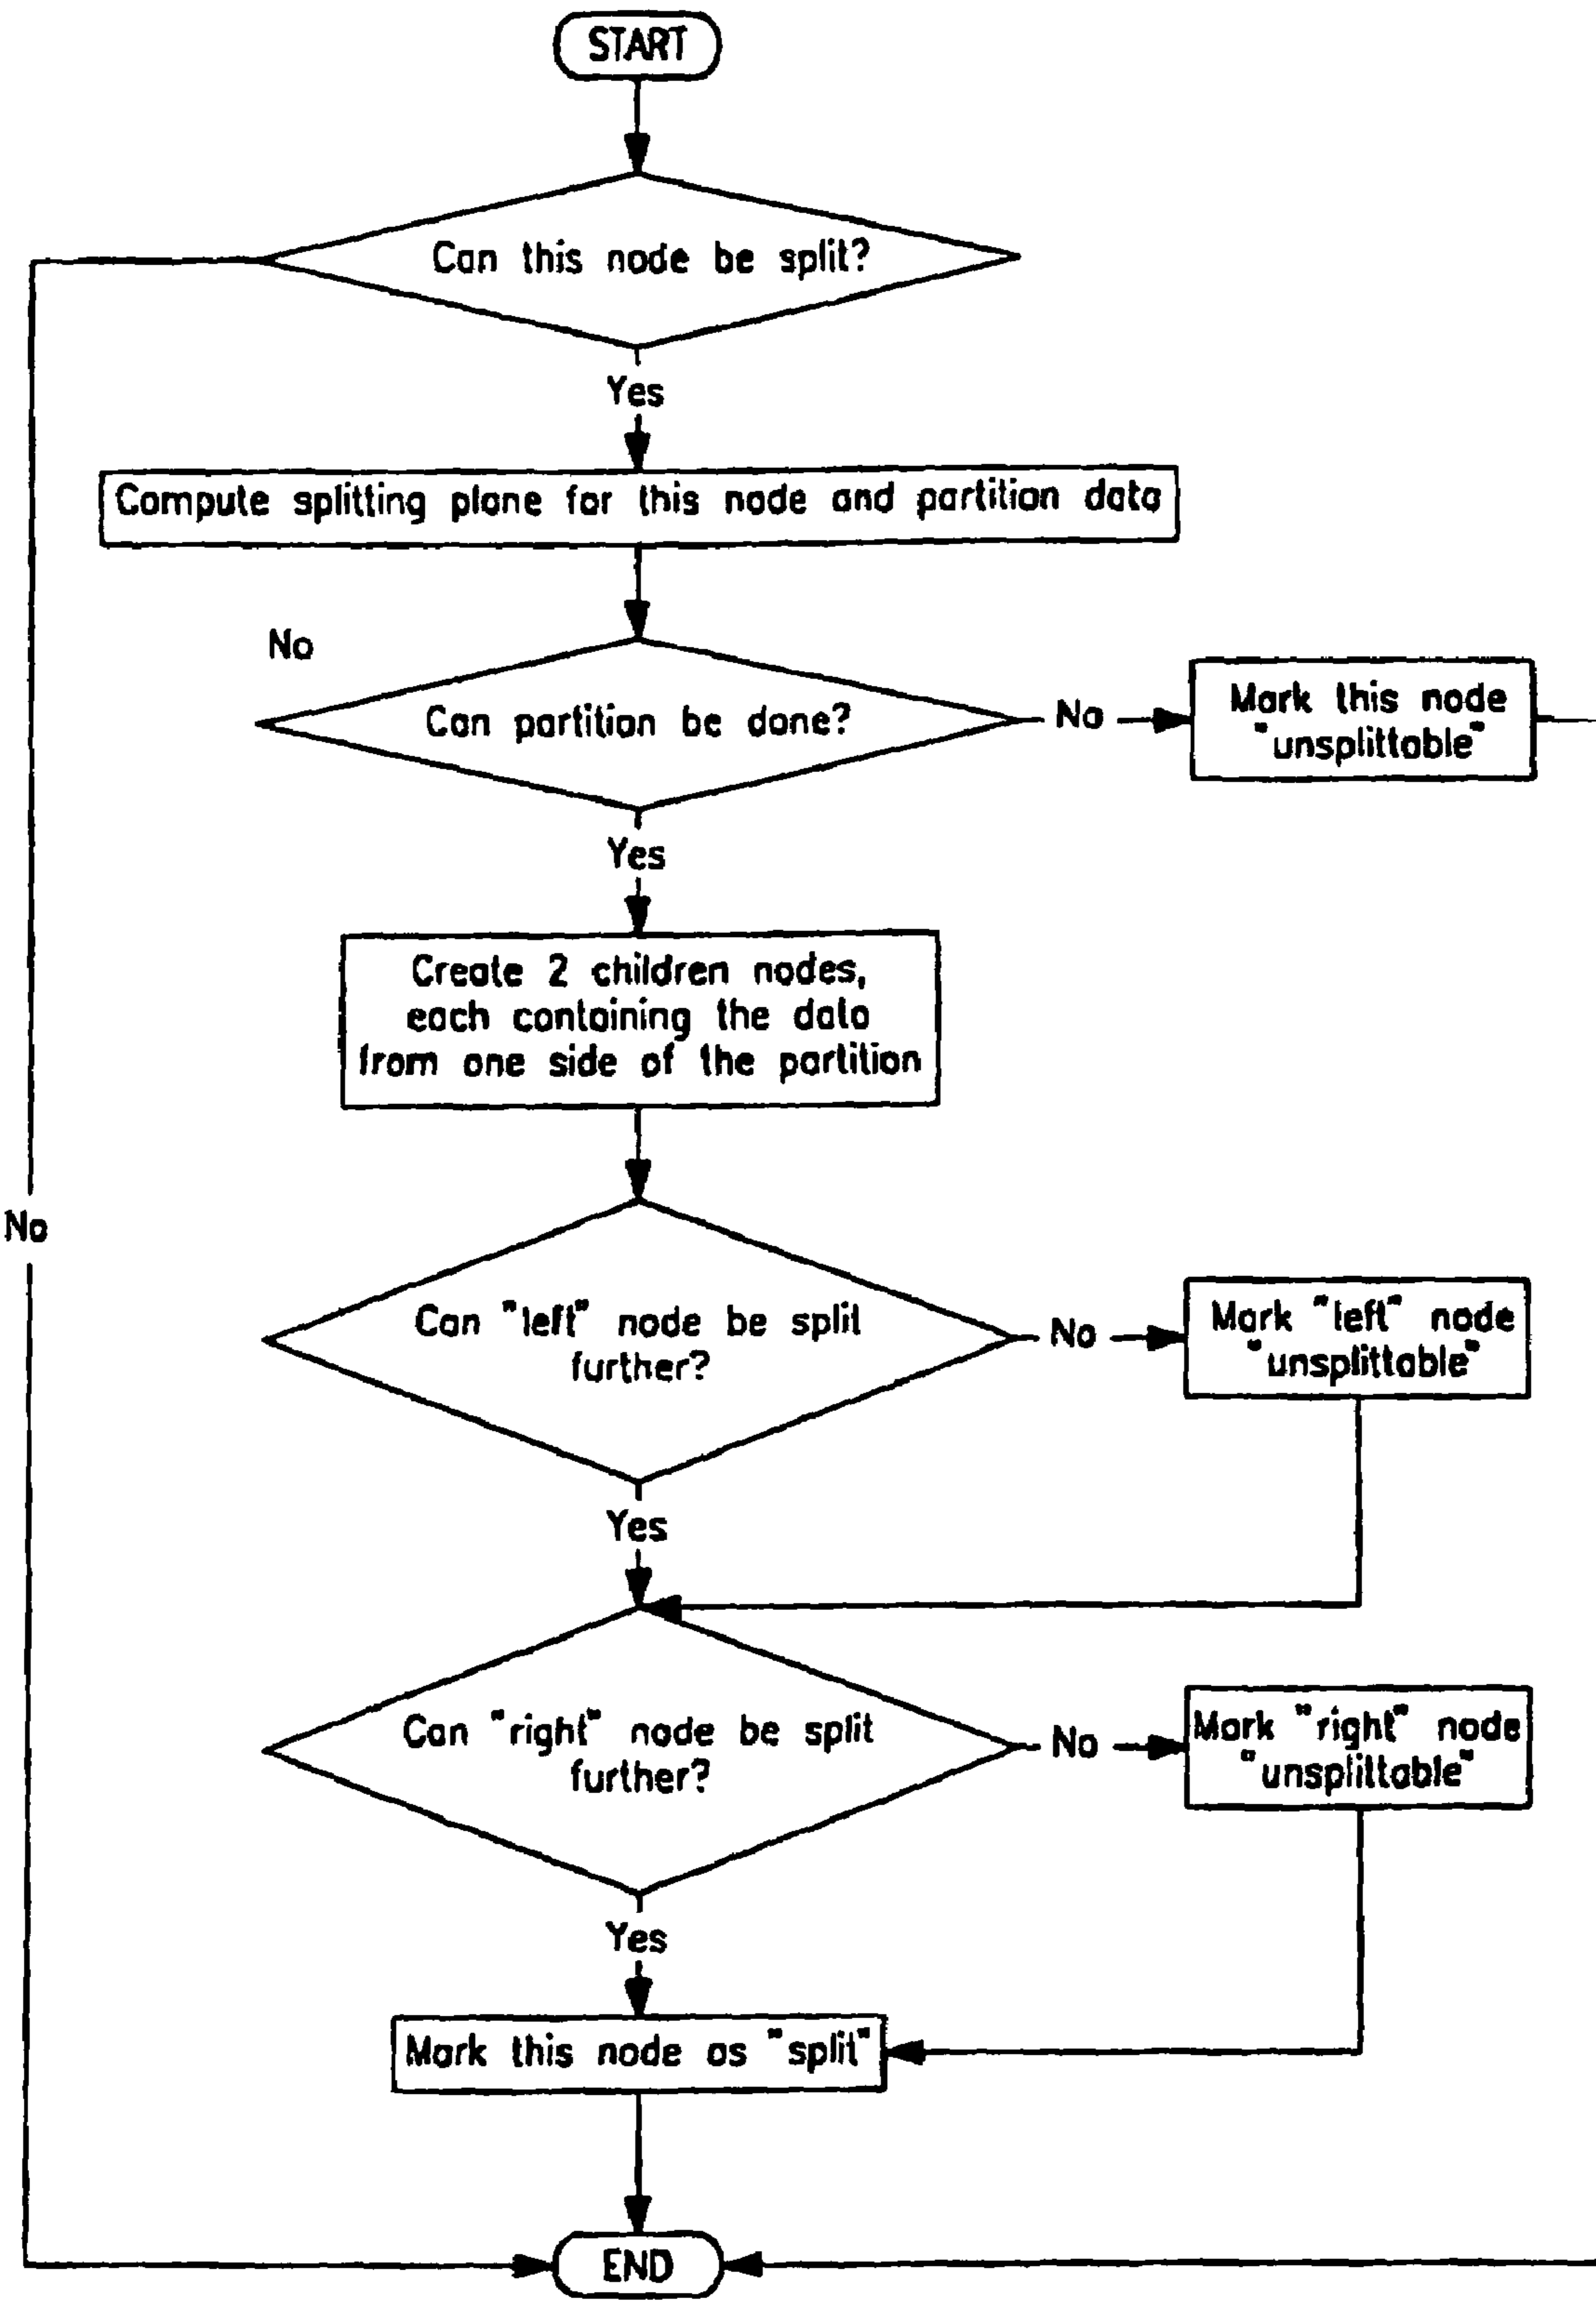 START
Can this node be split?
Yes
Compute splitting plane for this node and partition data
No
Can partition be done?
No
Mark this node
"unsplittable"
Yes
Create 2 children nodes,
each containing the data
from one side of the partition
No
Can "left" node be split
further?
No
Mark "left" node
"unsplittable"
Yes
Can "right" node be split
further?
No
Mark "right" node
"unsplittable"
Yes
Mark this node as "split"
END